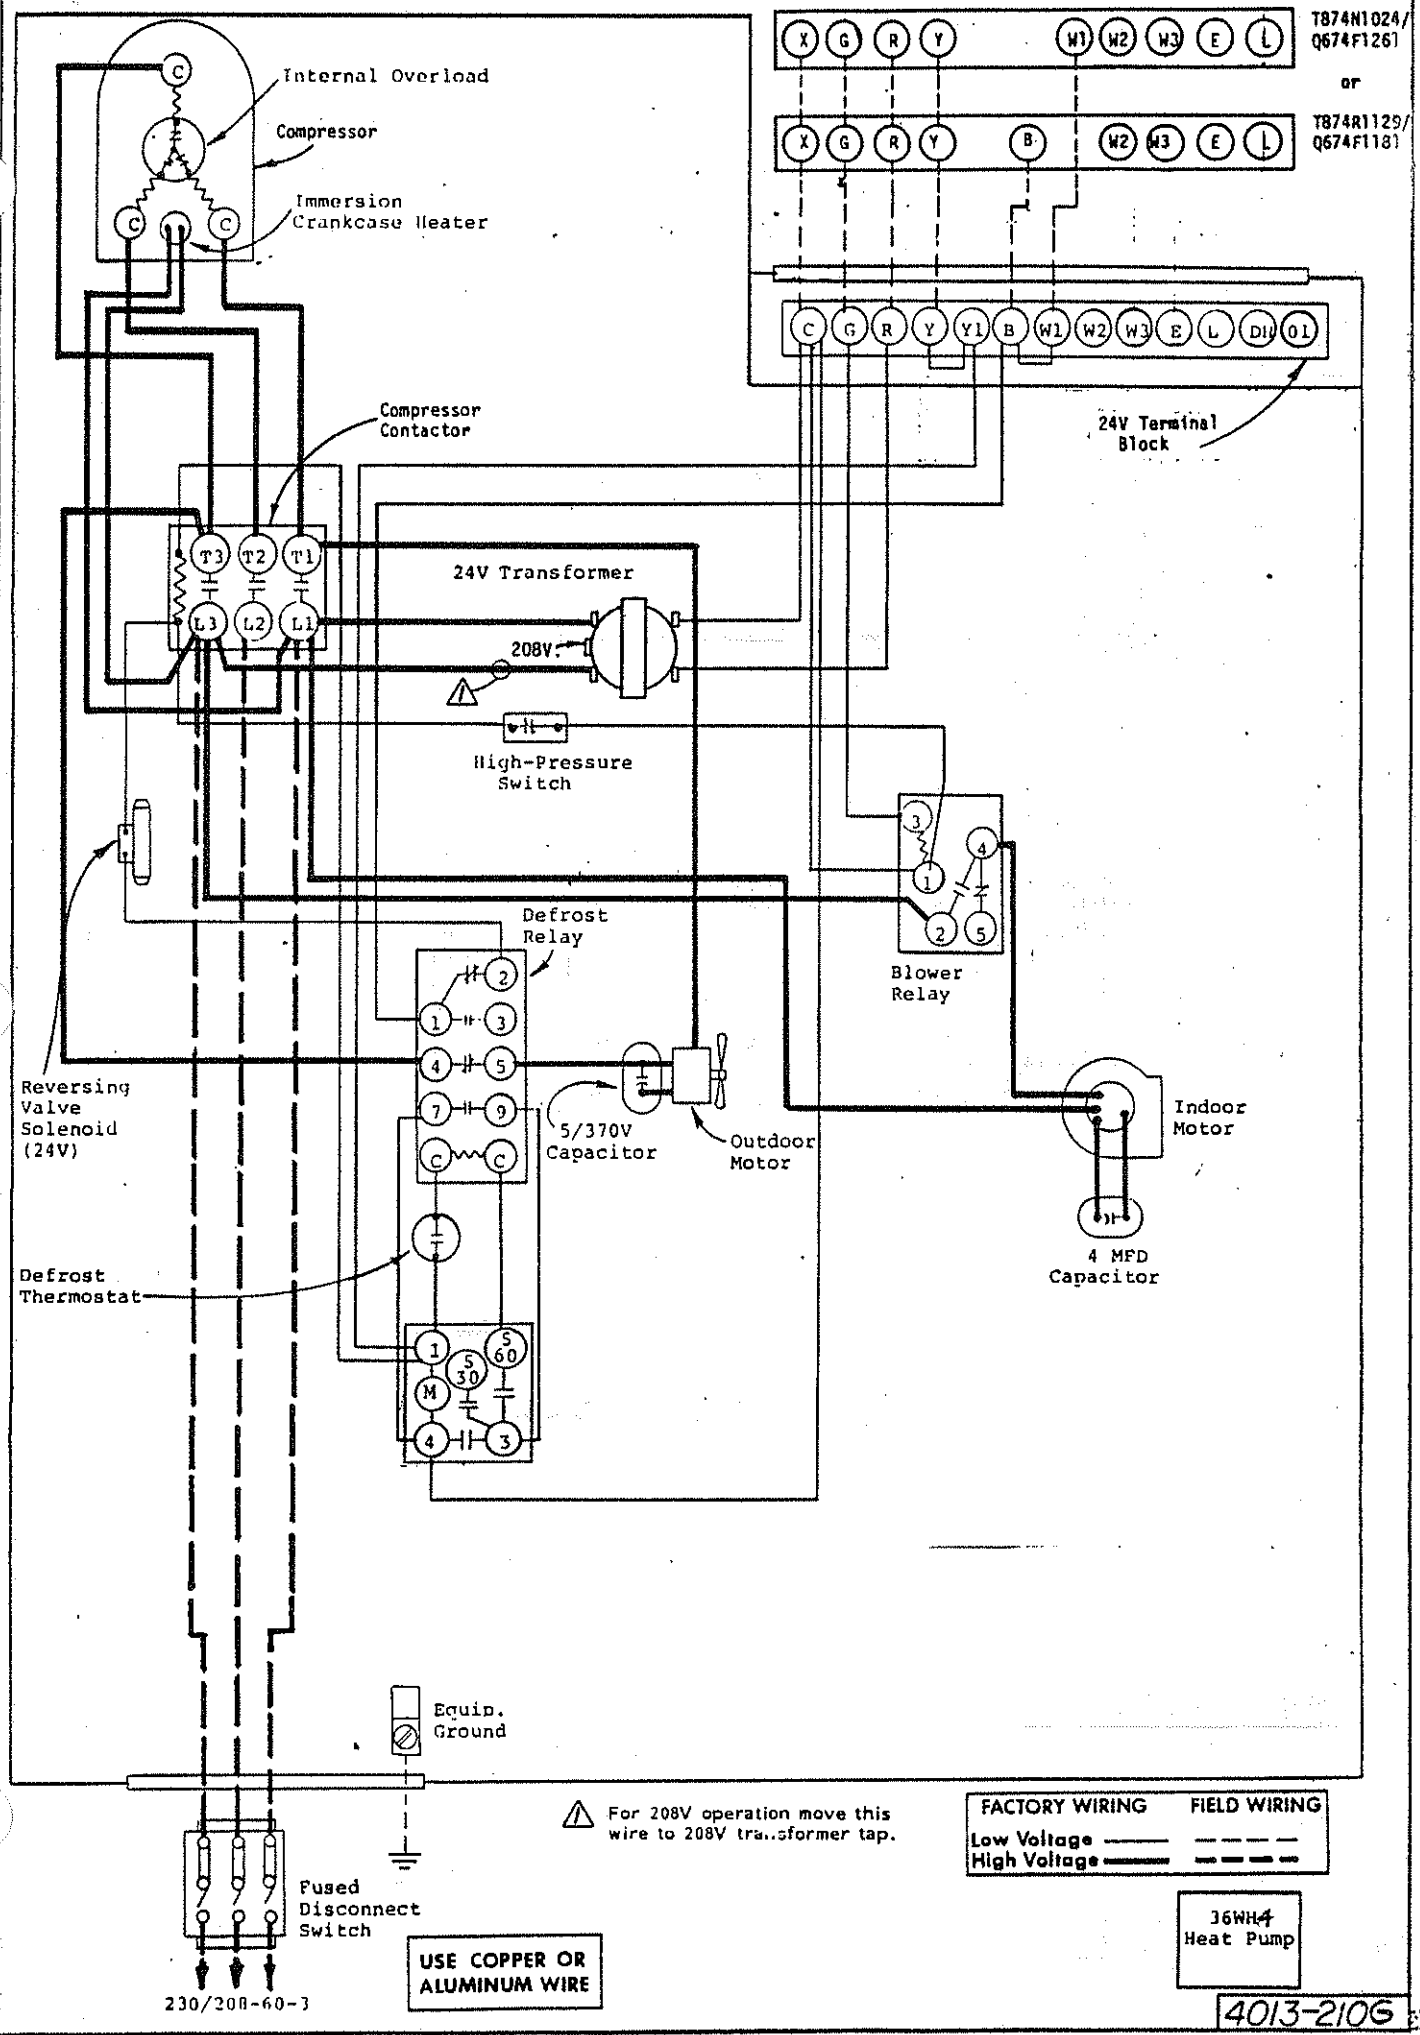 X G R Y W1 W2 W3 E L
T874N1024/
Q674F1261
or
X G R Y B W2 W3 E L
T874R1129/
Q674F1181
C
Internal Overload
Compressor
Immersion
Crankcase Heater
C C
C G R Y Y1 B W1 W2 W3 E L 01
24V Terminal
Block
Compressor
Contactor
T3 T2 T1
L3 L2 L1
24V Transformer
208V.
1
High-Pressure
Switch
3
4
1
2 5
Blower
Relay
Defrost
Relay
2
1 3
4 5
7 9
C C
Reversing
Valve
Solenoid
(24V)
5/370V
Capacitor
Outdoor
Motor
Indoor
Motor
4 MFD
Capacitor
Defrost
Thermostat
1
S
60
S
30
M
4 3
Equip.
Ground
1 For 208V operation move this
wire to 208V tra..sformer tap.
FACTORY WIRING FIELD WIRING
Low Voltage
High Voltage
Fused
Disconnect
Switch
USE COPPER OR
ALUMINUM WIRE
36WH4
Heat Pump
230/208-60-3
4013-210G